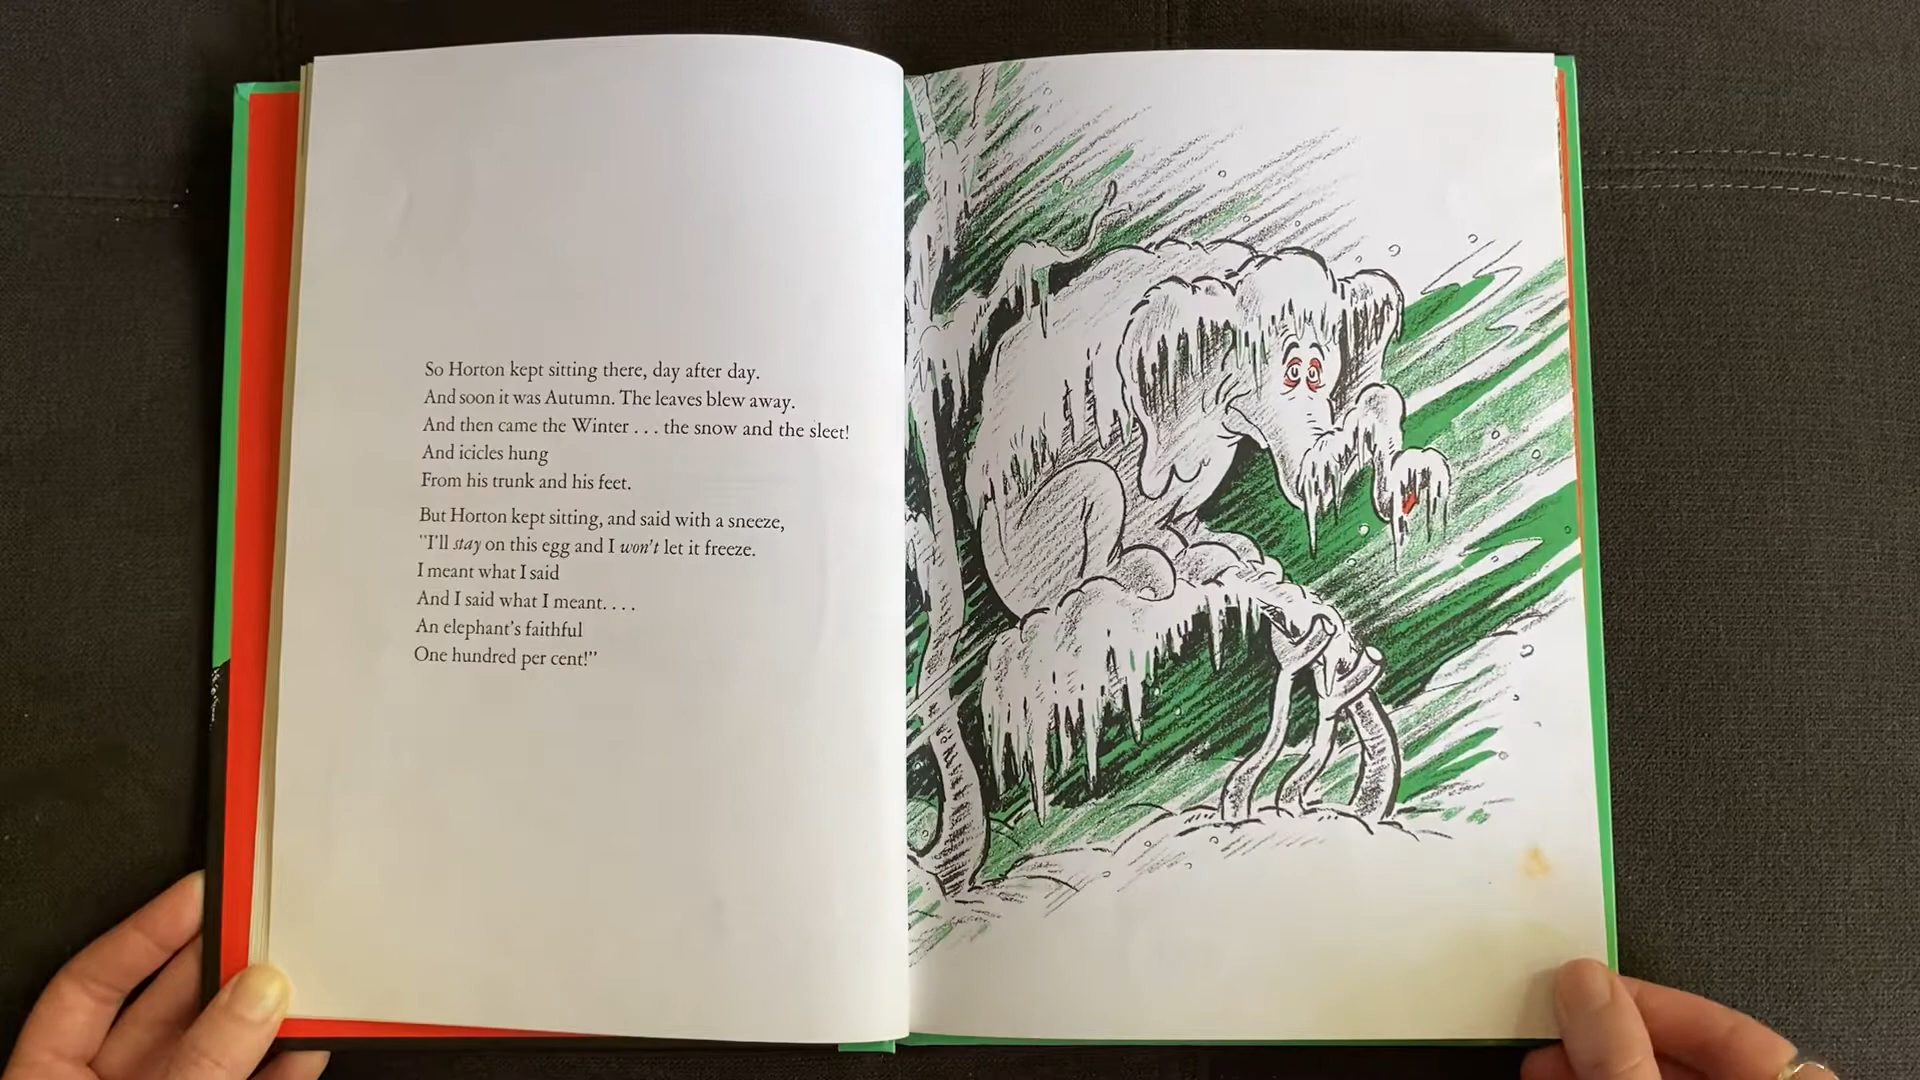 So Horton kept sitting there, day after day.
And soon it was Autumn. The leaves blew away.
And then came the Winter . . . the snow and the sleet!
And icicles hung
From his trunk and his feet.
But Horton kept sitting, and said with a sneeze,
"I'll stay on this egg and I won't let it freeze.
I meant what I said
And I said what I meant. . . .
An elephant's faithful
One hundred per cent!”